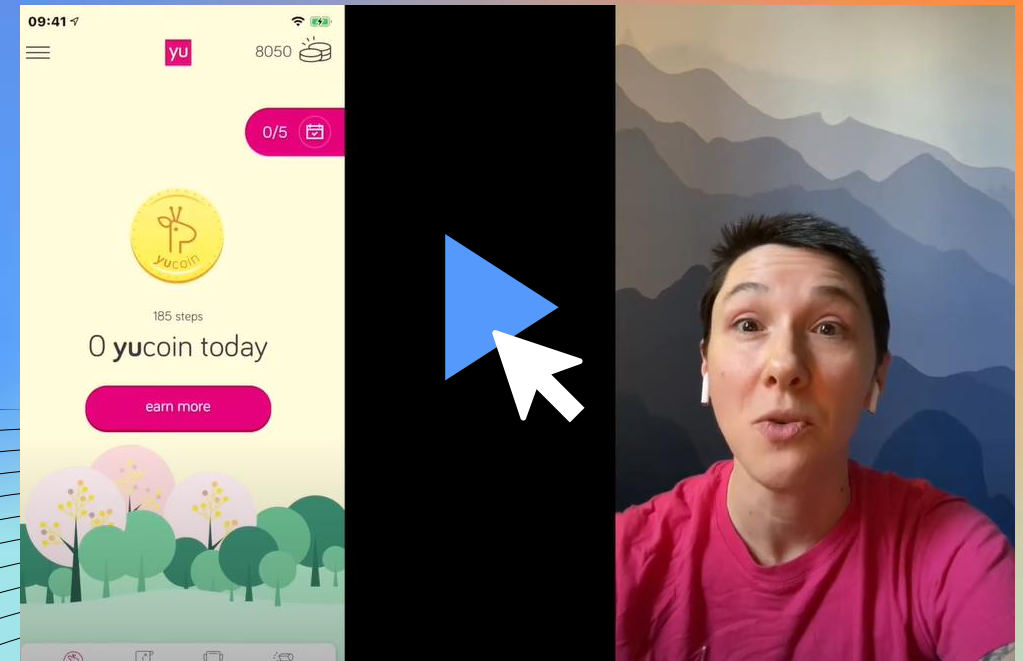 09:41
yu
8050
0/5
yucoin
185 steps
0 yucoin today
earn more